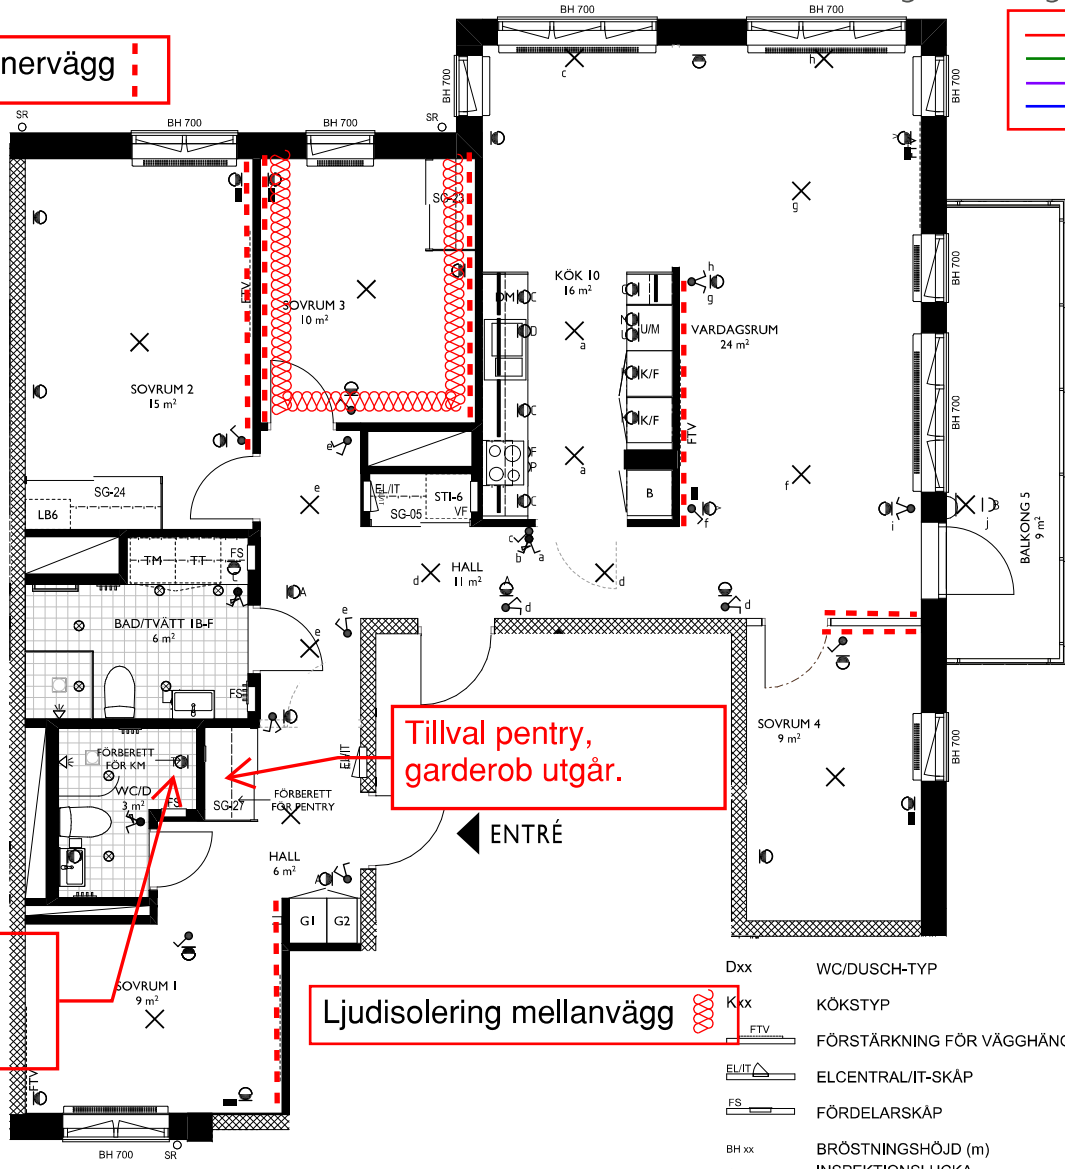 BH 700
BH 700
nervägg
c
h
BH 700
BH 700
SR
BH 700
BH 700
SR
SG-23
g
KÖK 10
16 m²
h
g
BH 700
DM
U/M
VARDAGSRUM
24 m²
a
FTV
SOVRUM 3
10 m²
K/F
SOVRUM 2
15 m²
K/F
BH 700
FTV
e
a
SG-24
LB6
EL/IT
STI-6
SG-05
VF
B
f
f
i
j
BALKONG 5
9 m²
e
c
b
a
TM
TT
FS
HALL
11 m²
d
d
A
A
d
d
BAD/TVÄTT 1B-F
6 m²
e
e
FS
Tillval pentry,
garderob utgår.
SOVRUM 4
9 m²
BH 700
EL/IT
FÖRBERETT
FÖR KM
WC/D
3 m²
FS
SG-27
FÖRBERETT
FÖR PENTRY
ENTRÉ
HALL
6 m²
A
G1
G2
SOVRUM 1
9 m²
Ljudisolering mellanvägg
FTV
BH 700
SR
Dxx WC/DUSCH-TYP
Kxx KÖKSTYP
FTV FÖRSTÄRKNING FÖR VÄGGHÄNG
EL/IT ELCENTRAL/IT-SKÅP
FS FÖRDELARSKÅP
BH xx BRÖSTNINGSHÖJD (m)
INSPEKTIONSLUCKA